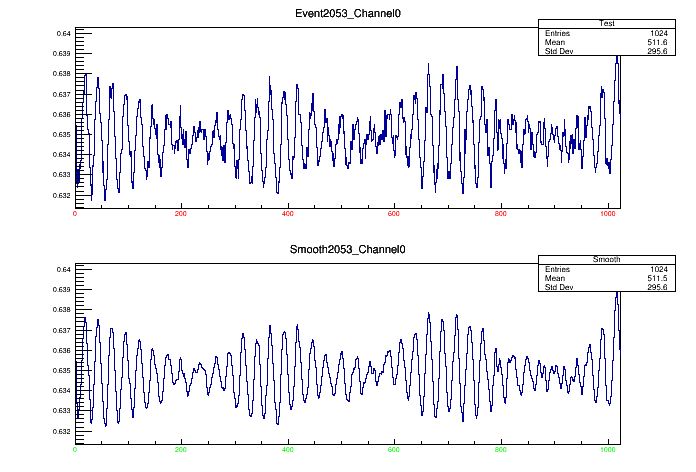 Event2053_Channel0
Test
Entries 1024
Mean 511.6
Std Dev 295.6
0.64
0.639
0.638
0.637
0.636
0.635
0.634
0.633
0.632
0 200 400 600 800 1000
Smooth2053_Channel0
Smooth
Entries 1024
Mean 511.5
Std Dev 295.6
0.64
0.639
0.638
0.637
0.636
0.635
0.634
0.633
0.632
0 200 400 600 800 1000